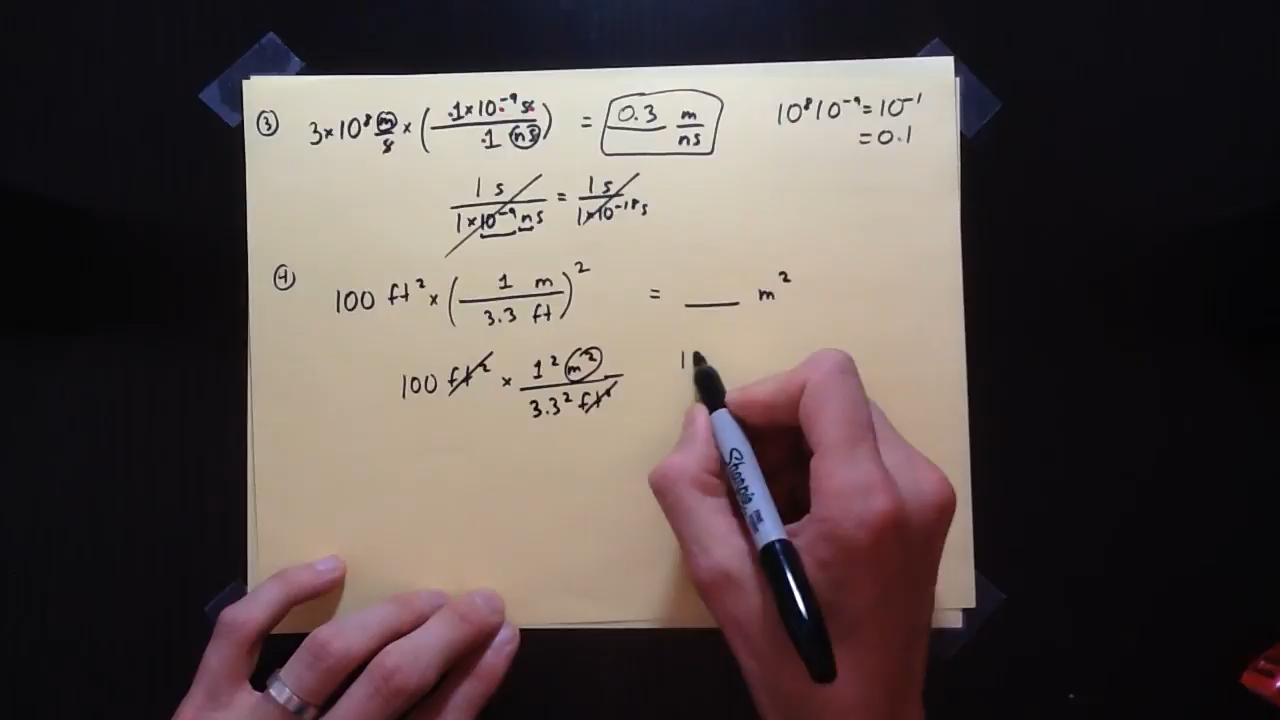 ③ 3×10⁸ m/s × (1×10⁻⁹ s / 1 ns) = 0.3 m/ns 10⁸10⁻⁹=10⁻¹
=0.1
1 s / 1×10⁻⁹ ns = 1 s / 1×10⁻¹⁸ s
④ 100 ft² × (1 m / 3.3 ft)² = ___ m²
100 ft² × 1² m² / 3.3² ft² 1
Sharpie